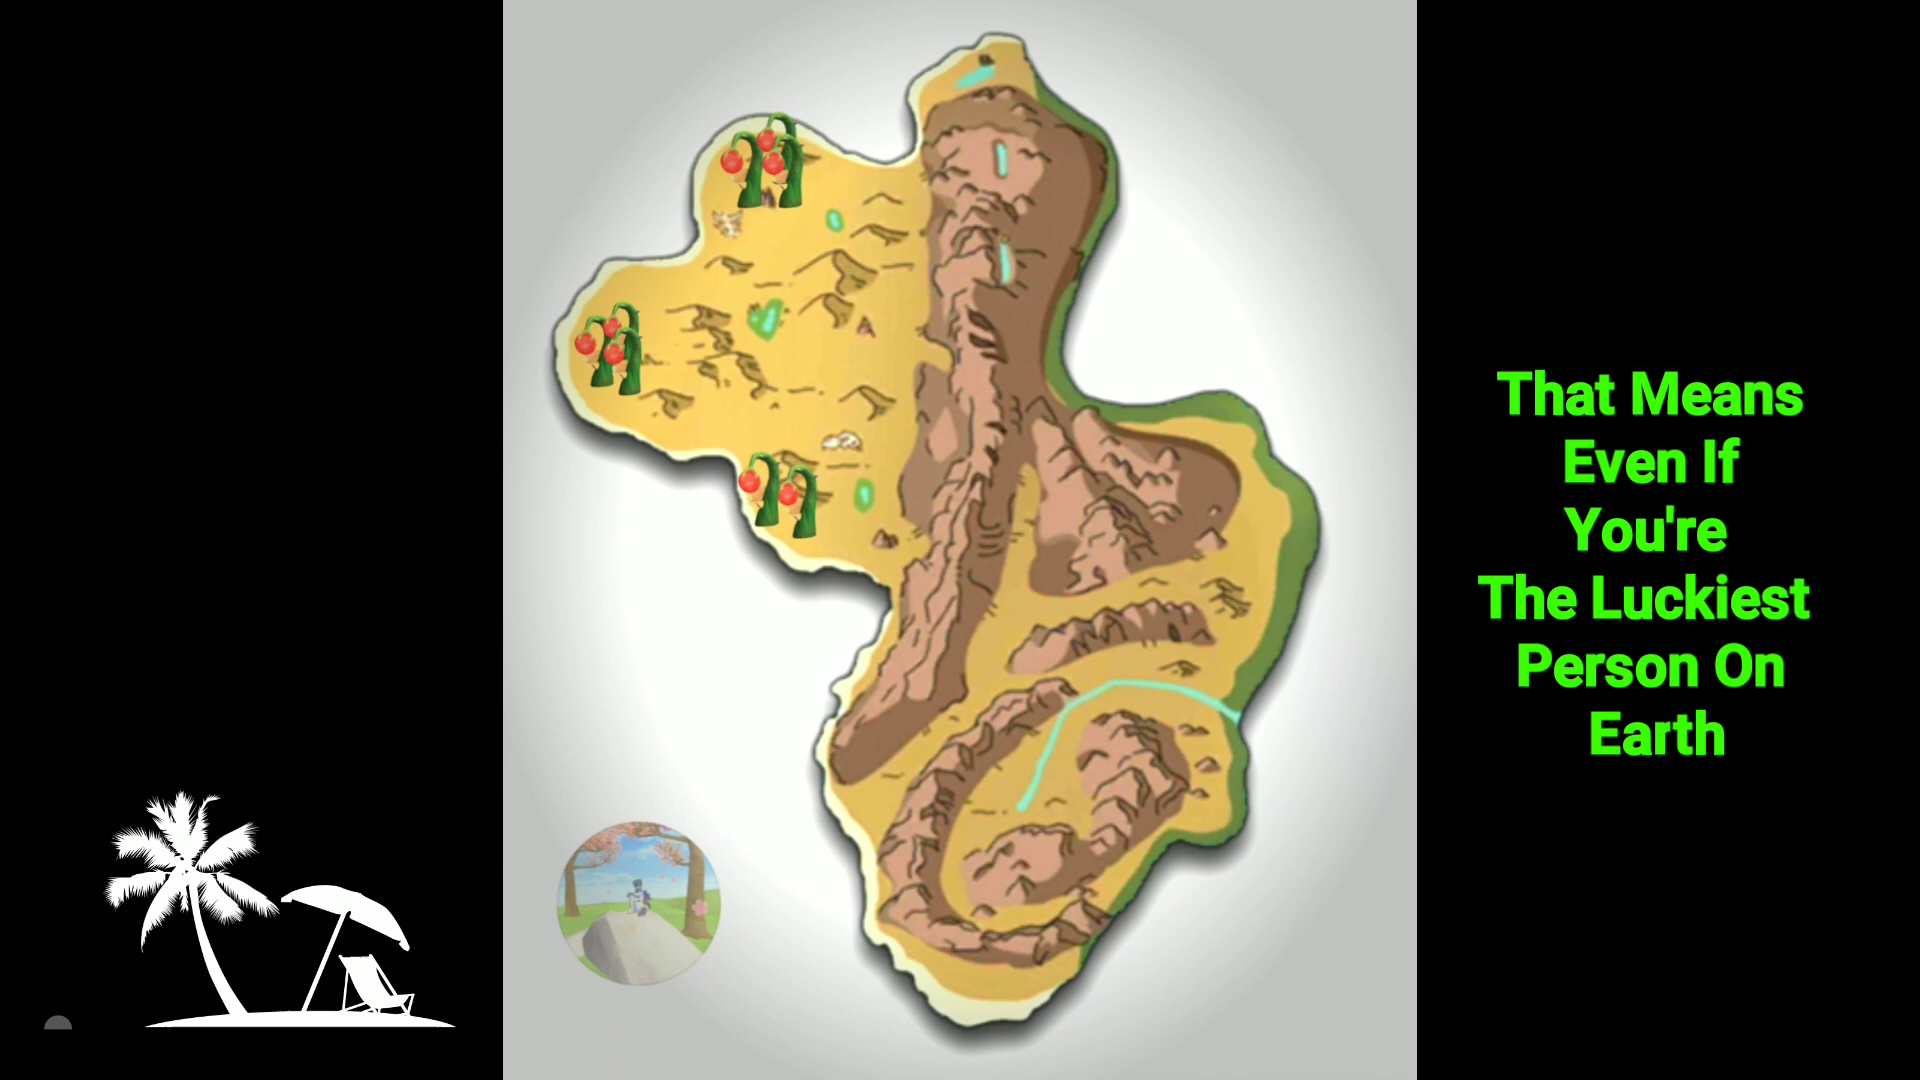 That Means
Even If
You're
The Luckiest
Person On
Earth